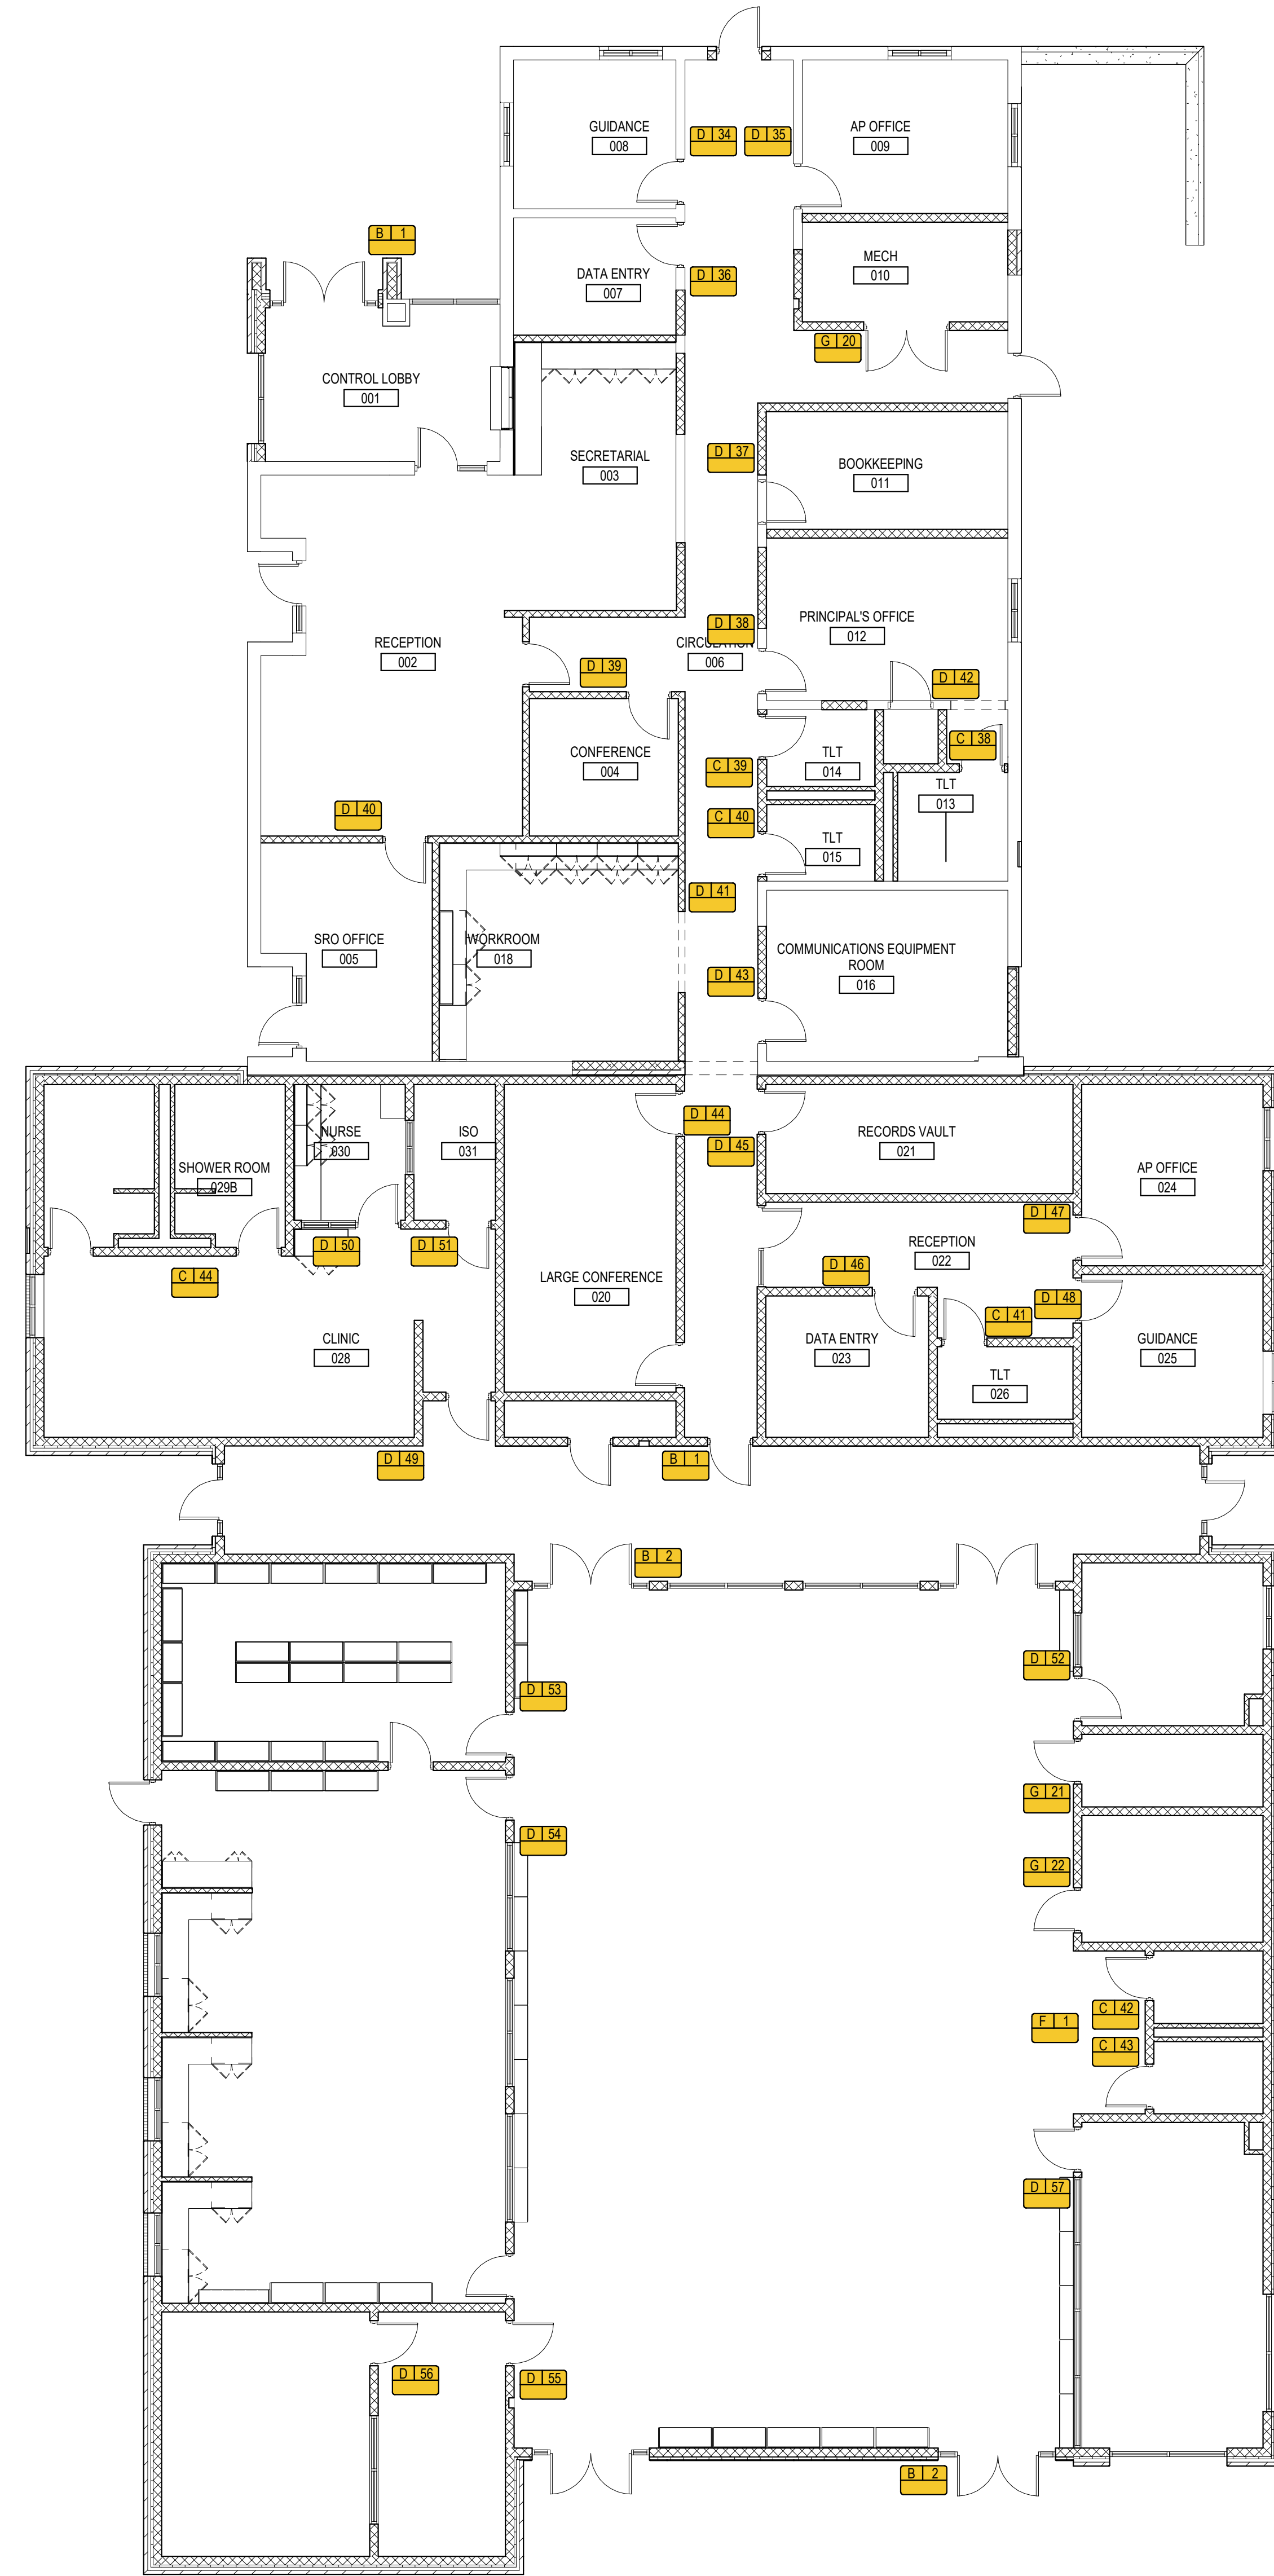 GUIDANCE
008
D 34
D 35
AP OFFICE
009
B 1
DATA ENTRY
007
D 36
MECH
010
G 20
CONTROL LOBBY
001
SECRETARIAL
003
D 37
BOOKKEEPING
011
RECEPTION
002
D 39
CIRCULATION
006
D 38
PRINCIPAL'S OFFICE
012
D 42
CONFERENCE
004
C 39
TLT
014
C 38
TLT
013
D 40
C 40
TLT
015
D 41
SRO OFFICE
005
WORKROOM
018
D 43
COMMUNICATIONS EQUIPMENT
ROOM
016
SHOWER ROOM
029B
NURSE
030
ISO
031
D 44
D 45
RECORDS VAULT
021
AP OFFICE
024
D 47
D 50
D 51
C 44
LARGE CONFERENCE
020
RECEPTION
022
D 46
C 41
D 48
CLINIC
028
DATA ENTRY
023
TLT
026
GUIDANCE
025
D 49
B 1
B 2
D 52
D 53
G 21
D 54
G 22
C 42
F 1
C 43
D 57
D 56
D 55
B 2